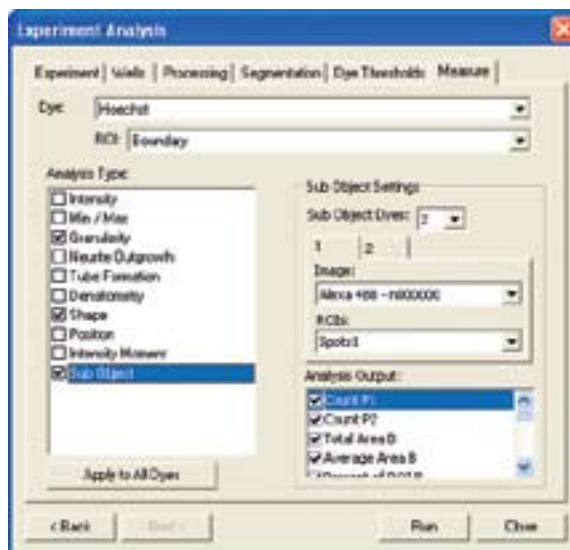 Experiment Analysis
Experiment Wells Processing Segmentation Dye Thresholds Measure
Dye: Hoechst
ROI: Boundary
Analysis Type:
Intensity
Min / Max
Granularity
Neurite Outgrowth
Tube Formation
Densitometry
Shape
Position
Intensity Moment
Sub Object
Apply to All Dyes
Sub Object Settings
Sub Object Dyes: 2
1 2
Image:
Alexa 488 -
ROIs:
Spots1
Analysis Output:
Count P1
Count P2
Total Area B
Average Area B
Percent of
< Back Next > Run Close